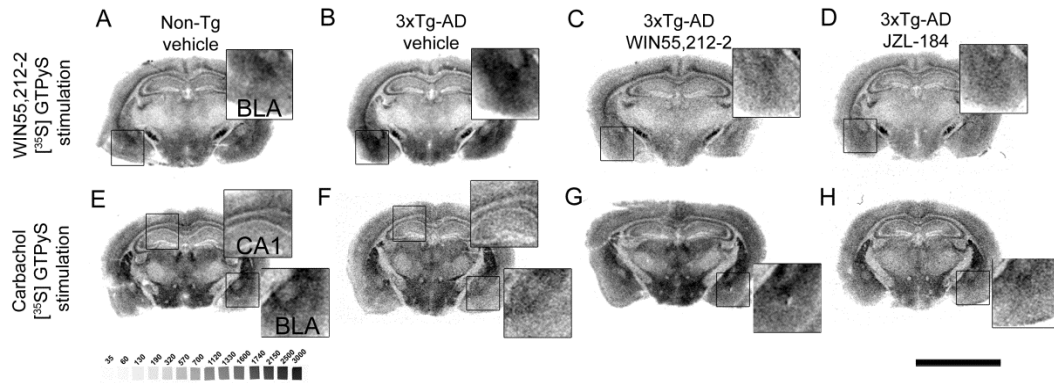 A
Non-Tg
vehicle
B
3xTg-AD
vehicle
C
3xTg-AD
WIN55,212-2
D
3xTg-AD
JZL-184
WIN55,212-2
[³⁵S] GTPγS
stimulation
BLA
E
F
G
H
Carbachol
[³⁵S] GTPγS
stimulation
CA1
BLA
35 60 130 190 320 570 700 1120 1330 1600 1740 2150 2500 3000